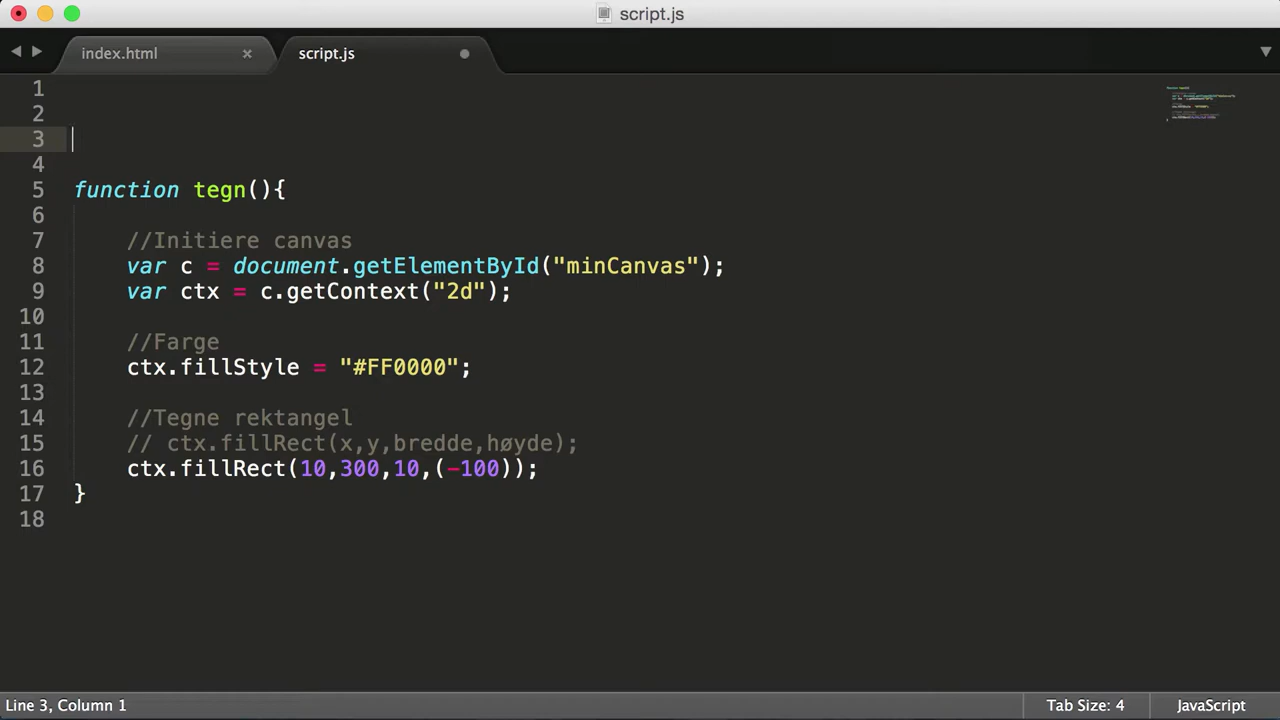 script.js
index.html
script.js
1
2
3
4
5 function tegn(){
6
7 //Initiere canvas
8 var c = document.getElementById("minCanvas");
9 var ctx = c.getContext("2d");
10
11 //Farge
12 ctx.fillStyle = "#FF0000";
13
14 //Tegne rektangel
15 // ctx.fillRect(x,y,bredde,høyde);
16 ctx.fillRect(10,300,10,(-100));
17 }
18
Line 3, Column 1 Tab Size: 4 JavaScript